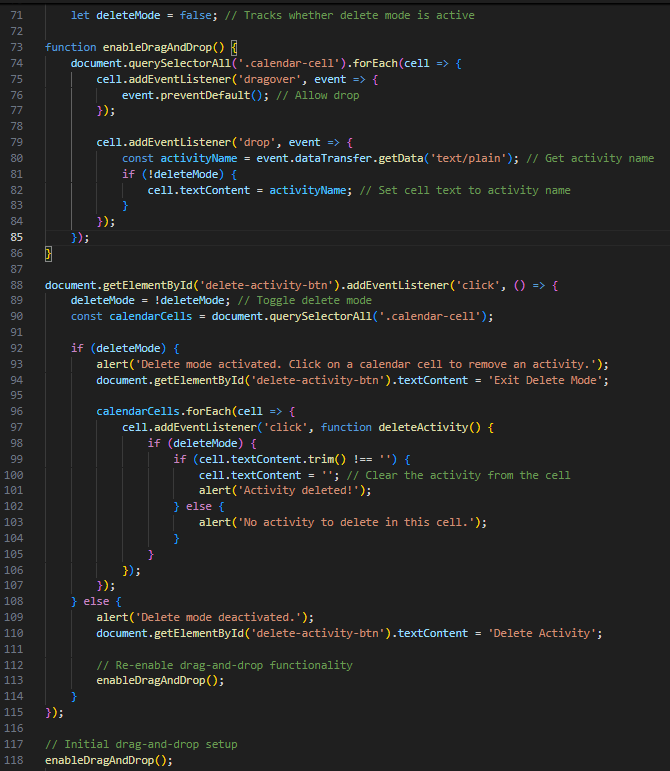 71 let deleteMode = false; // Tracks whether delete mode is active
72
73 function enableDragAndDrop() {
74     document.querySelectorAll('.calendar-cell').forEach(cell => {
75         cell.addEventListener('dragover', event => {
76             event.preventDefault(); // Allow drop
77         });
78
79         cell.addEventListener('drop', event => {
80             const activityName = event.dataTransfer.getData('text/plain'); // Get activity name
81             if (!deleteMode) {
82                 cell.textContent = activityName; // Set cell text to activity name
83             }
84         });
85     });
86 }
87
88 document.getElementById('delete-activity-btn').addEventListener('click', () => {
89     deleteMode = !deleteMode; // Toggle delete mode
90     const calendarCells = document.querySelectorAll('.calendar-cell');
91
92     if (deleteMode) {
93         alert('Delete mode activated. Click on a calendar cell to remove an activity.');
94         document.getElementById('delete-activity-btn').textContent = 'Exit Delete Mode';
95
96         calendarCells.forEach(cell => {
97             cell.addEventListener('click', function deleteActivity() {
98                 if (deleteMode) {
99                     if (cell.textContent.trim() !== '') {
100                         cell.textContent = ''; // Clear the activity from the cell
101                         alert('Activity deleted!');
102                     } else {
103                         alert('No activity to delete in this cell.');
104                     }
105                 }
106             });
107         });
108     } else {
109         alert('Delete mode deactivated.');
110         document.getElementById('delete-activity-btn').textContent = 'Delete Activity';
111
112         // Re-enable drag-and-drop functionality
113         enableDragAndDrop();
114     }
115 });
116
117 // Initial drag-and-drop setup
118 enableDragAndDrop();